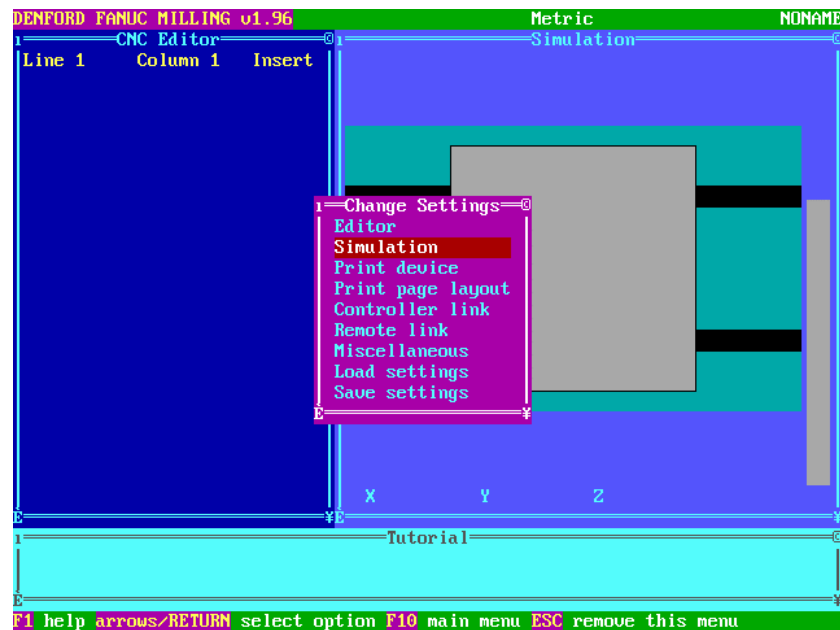 DENFORD FANUC MILLING v1.96 Metric NONAME
CNC Editor
Simulation
Line 1 Column 1 Insert
Change Settings
Editor
Simulation
Print device
Print page layout
Controller link
Remote link
Miscellaneous
Load settings
Save settings
X Y Z
Tutorial
F1 help arrows/RETURN select option F10 main menu ESC remove this menu